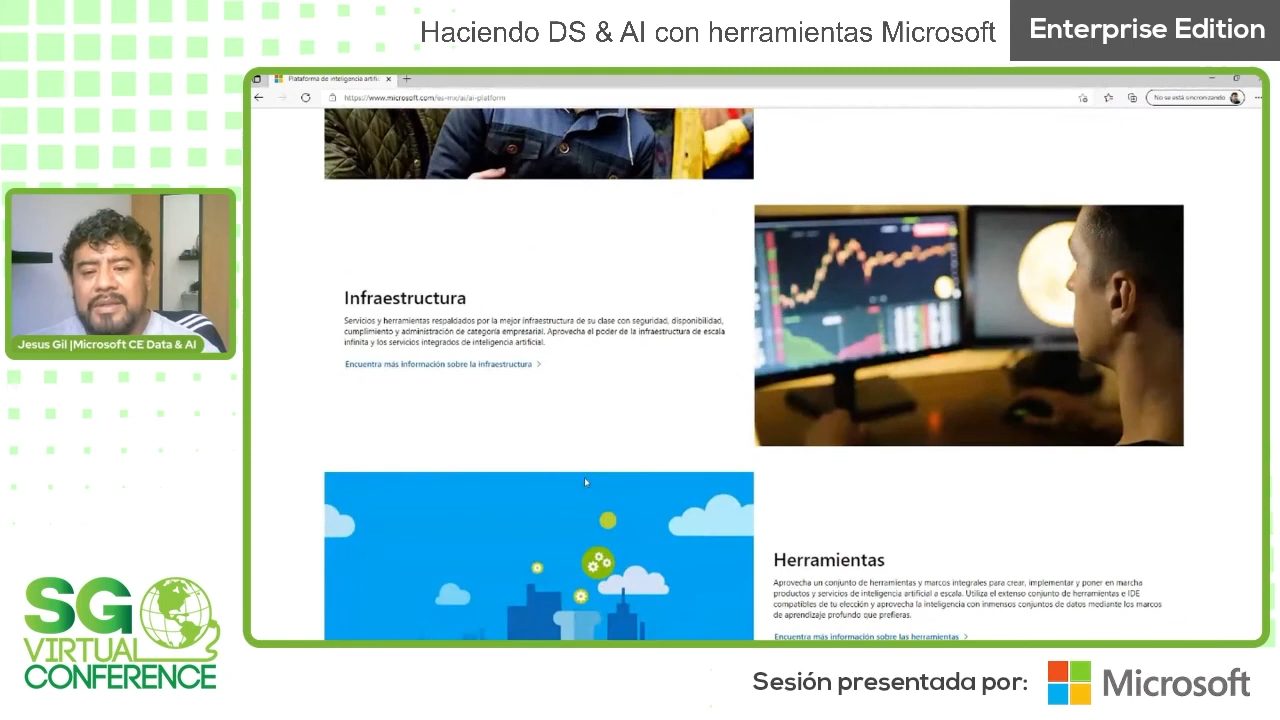 Haciendo DS & AI con herramientas Microsoft
Enterprise Edition
Plataforma de inteligencia artifi
https://www.microsoft.com/es-mx/ai/ai-platform
No se está sincronizando
Infraestructura
Servicios y herramientas respaldados por la mejor infraestructura de su clase con seguridad, disponibilidad,
cumplimiento y administración de categoría empresarial. Aprovecha el poder de la infraestructura de escala
infinita y los servicios integrados de inteligencia artificial.
Encuentra más información sobre la infraestructura >
Jesus Gil |Microsoft CE Data & AI
Herramientas
Aprovecha un conjunto de herramientas y marcos integrales para crear, implementar y poner en marcha
productos y servicios de inteligencia artificial a escala. Utiliza el extenso conjunto de herramientas e IDE
compatibles de tu elección y aprovecha la inteligencia con inmensos conjuntos de datos mediante los marcos
de aprendizaje profundo que prefieras.
Encuentra más información sobre las herramientas >
SG
VIRTUAL
CONFERENCE
Sesión presentada por:
Microsoft